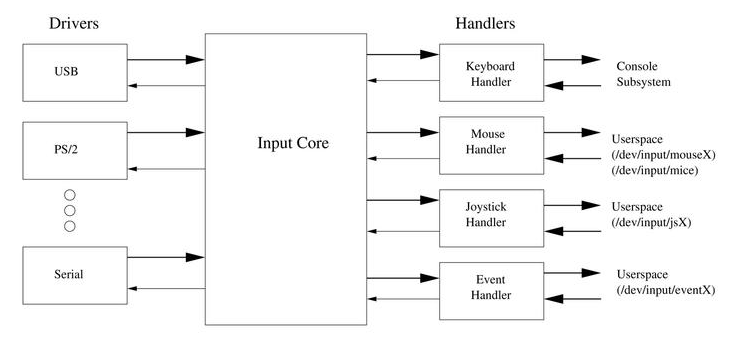 Drivers
Handlers
USB
PS/2
Serial
Input Core
Keyboard
Handler
Mouse
Handler
Joystick
Handler
Event
Handler
Console
Subsystem
Userspace
(/dev/input/mouseX)
(/dev/input/mice)
Userspace
(/dev/input/jsX)
Userspace
(/dev/input/eventX)